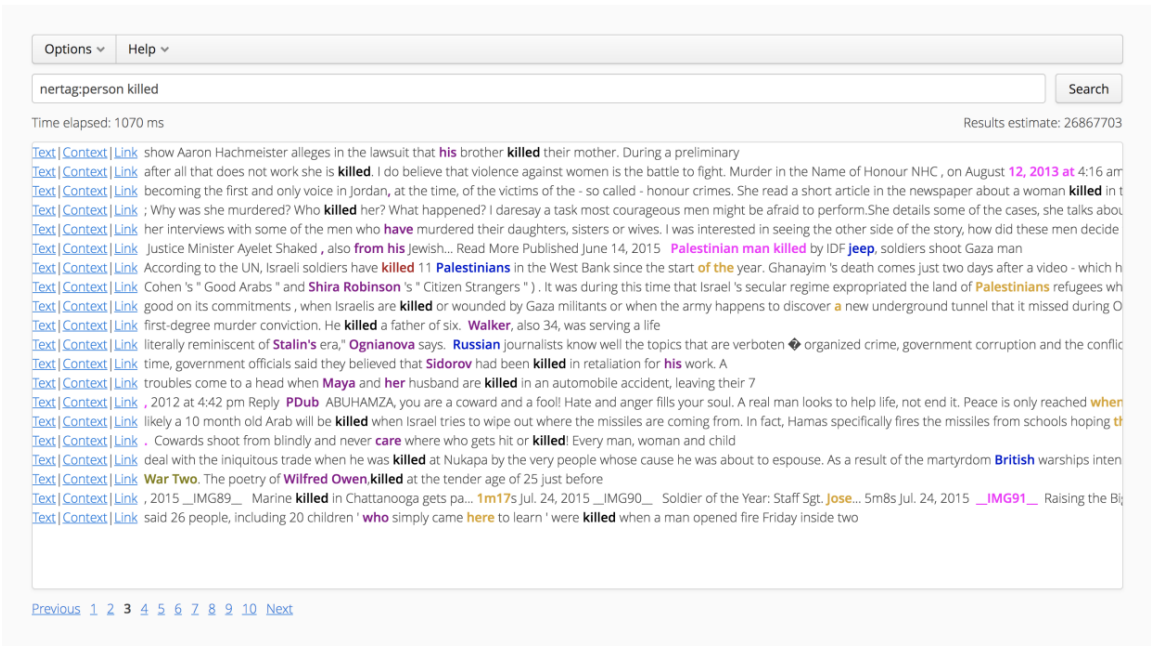 Options Help
nertag:person killed Search
Time elapsed: 1070 ms Results estimate: 26867703
Text|Context|Link show Aaron Hachmeister alleges in the lawsuit that his brother killed their mother. During a preliminary
Text|Context|Link after all that does not work she is killed. I do believe that violence against women is the battle to fight. Murder in the Name of Honour NHC , on August 12, 2013 at 4:16 am
Text|Context|Link becoming the first and only voice in Jordan, at the time, of the victims of the - so called - honour crimes. She read a short article in the newspaper about a woman killed in t
Text|Context|Link ; Why was she murdered? Who killed her? What happened? I daresay a task most courageous men might be afraid to perform.She details some of the cases, she talks abou
Text|Context|Link her interviews with some of the men who have murdered their daughters, sisters or wives. I was interested in seeing the other side of the story, how did these men decide
Text|Context|Link Justice Minister Ayelet Shaked , also from his Jewish... Read More Published June 14, 2015 Palestinian man killed by IDF jeep, soldiers shoot Gaza man
Text|Context|Link According to the UN, Israeli soldiers have killed 11 Palestinians in the West Bank since the start of the year. Ghanayim 's death comes just two days after a video - which h
Text|Context|Link Cohen 's " Good Arabs " and Shira Robinson 's " Citizen Strangers " ) . It was during this time that Israel 's secular regime expropriated the land of Palestinians refugees wh
Text|Context|Link good on its commitments , when Israelis are killed or wounded by Gaza militants or when the army happens to discover a new underground tunnel that it missed during O
Text|Context|Link first-degree murder conviction. He killed a father of six. Walker, also 34, was serving a life
Text|Context|Link literally reminiscent of Stalin's era," Ognianova says. Russian journalists know well the topics that are verboten � organized crime, government corruption and the conflic
Text|Context|Link time, government officials said they believed that Sidorov had been killed in retaliation for his work. A
Text|Context|Link troubles come to a head when Maya and her husband are killed in an automobile accident, leaving their 7
Text|Context|Link , 2012 at 4:42 pm Reply PDub ABUHAMZA, you are a coward and a fool! Hate and anger fills your soul. A real man looks to help life, not end it. Peace is only reached when
Text|Context|Link likely a 10 month old Arab will be killed when Israel tries to wipe out where the missiles are coming from. In fact, Hamas specifically fires the missiles from schools hoping th
Text|Context|Link . Cowards shoot from blindly and never care where who gets hit or killed! Every man, woman and child
Text|Context|Link deal with the iniquitous trade when he was killed at Nukapa by the very people whose cause he was about to espouse. As a result of the martyrdom British warships inten
Text|Context|Link War Two. The poetry of Wilfred Owen,killed at the tender age of 25 just before
Text|Context|Link , 2015 __IMG89__ Marine killed in Chattanooga gets pa... 1m17s Jul. 24, 2015 __IMG90__ Soldier of the Year: Staff Sgt. Jose... 5m8s Jul. 24, 2015 __IMG91__ Raising the Big
Text|Context|Link said 26 people, including 20 children ' who simply came here to learn ' were killed when a man opened fire Friday inside two
Previous 1 2 3 4 5 6 7 8 9 10 Next